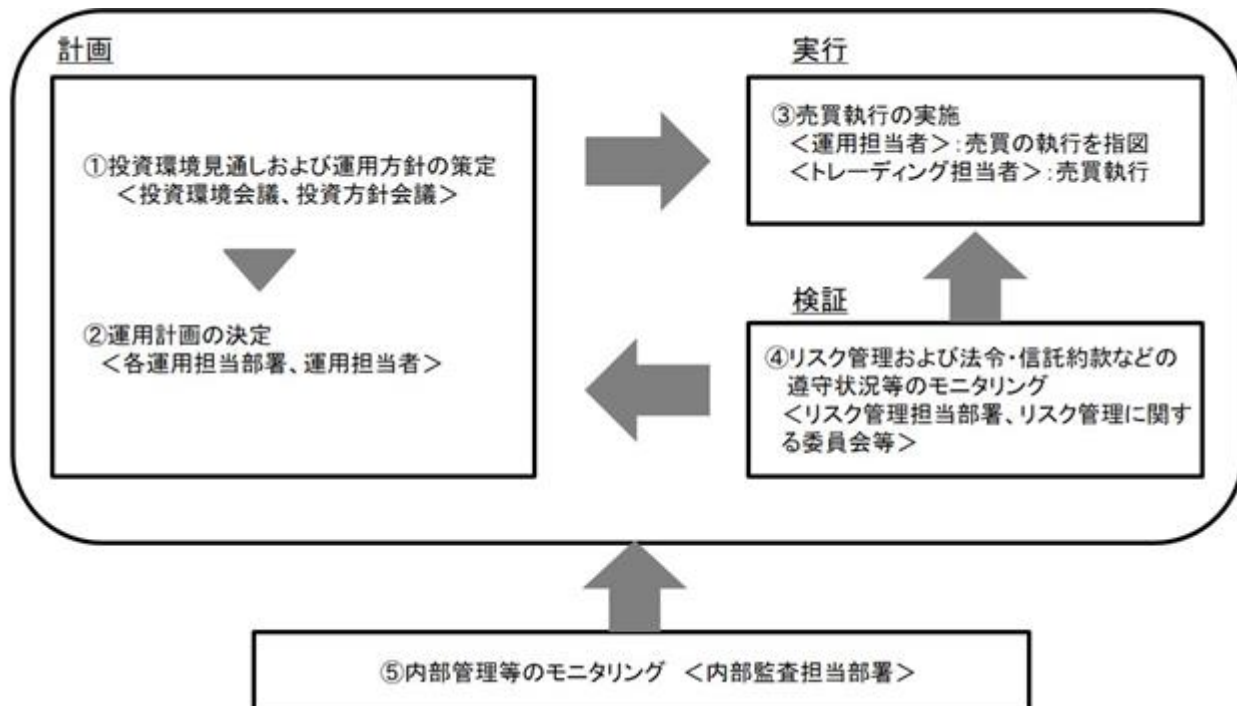 計画
①投資環境見通しおよび運用方針の策定
＜投資環境会議、投資方針会議＞
②運用計画の決定
＜各運用担当部署、運用担当者＞
実行
③売買執行の実施
＜運用担当者＞：売買の執行を指図
＜トレーディング担当者＞：売買執行
検証
④リスク管理および法令・信託約款などの
遵守状況等のモニタリング
＜リスク管理担当部署、リスク管理に関す
る委員会等＞
⑤内部管理等のモニタリング　＜内部監査担当部署＞